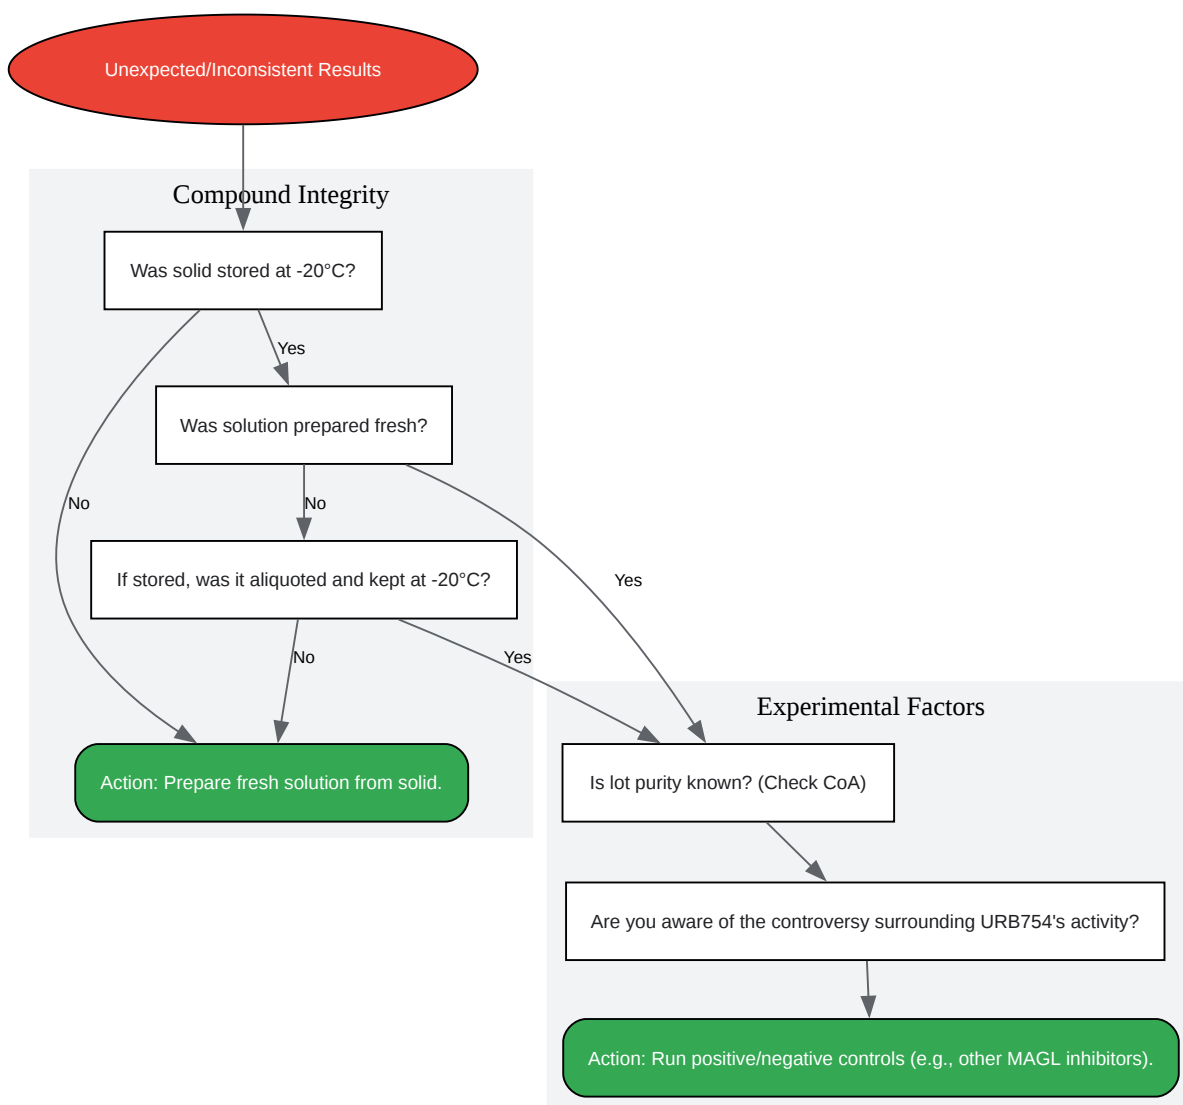 Unexpected/Inconsistent Results
Compound Integrity
Was solid stored at -20°C?
Yes
Was solution prepared fresh?
No
No
If stored, was it aliquoted and kept at -20°C?
Yes
No
Yes
Experimental Factors
Action: Prepare fresh solution from solid.
Is lot purity known? (Check CoA)
Are you aware of the controversy surrounding URB754's activity?
Action: Run positive/negative controls (e.g., other MAGL inhibitors).